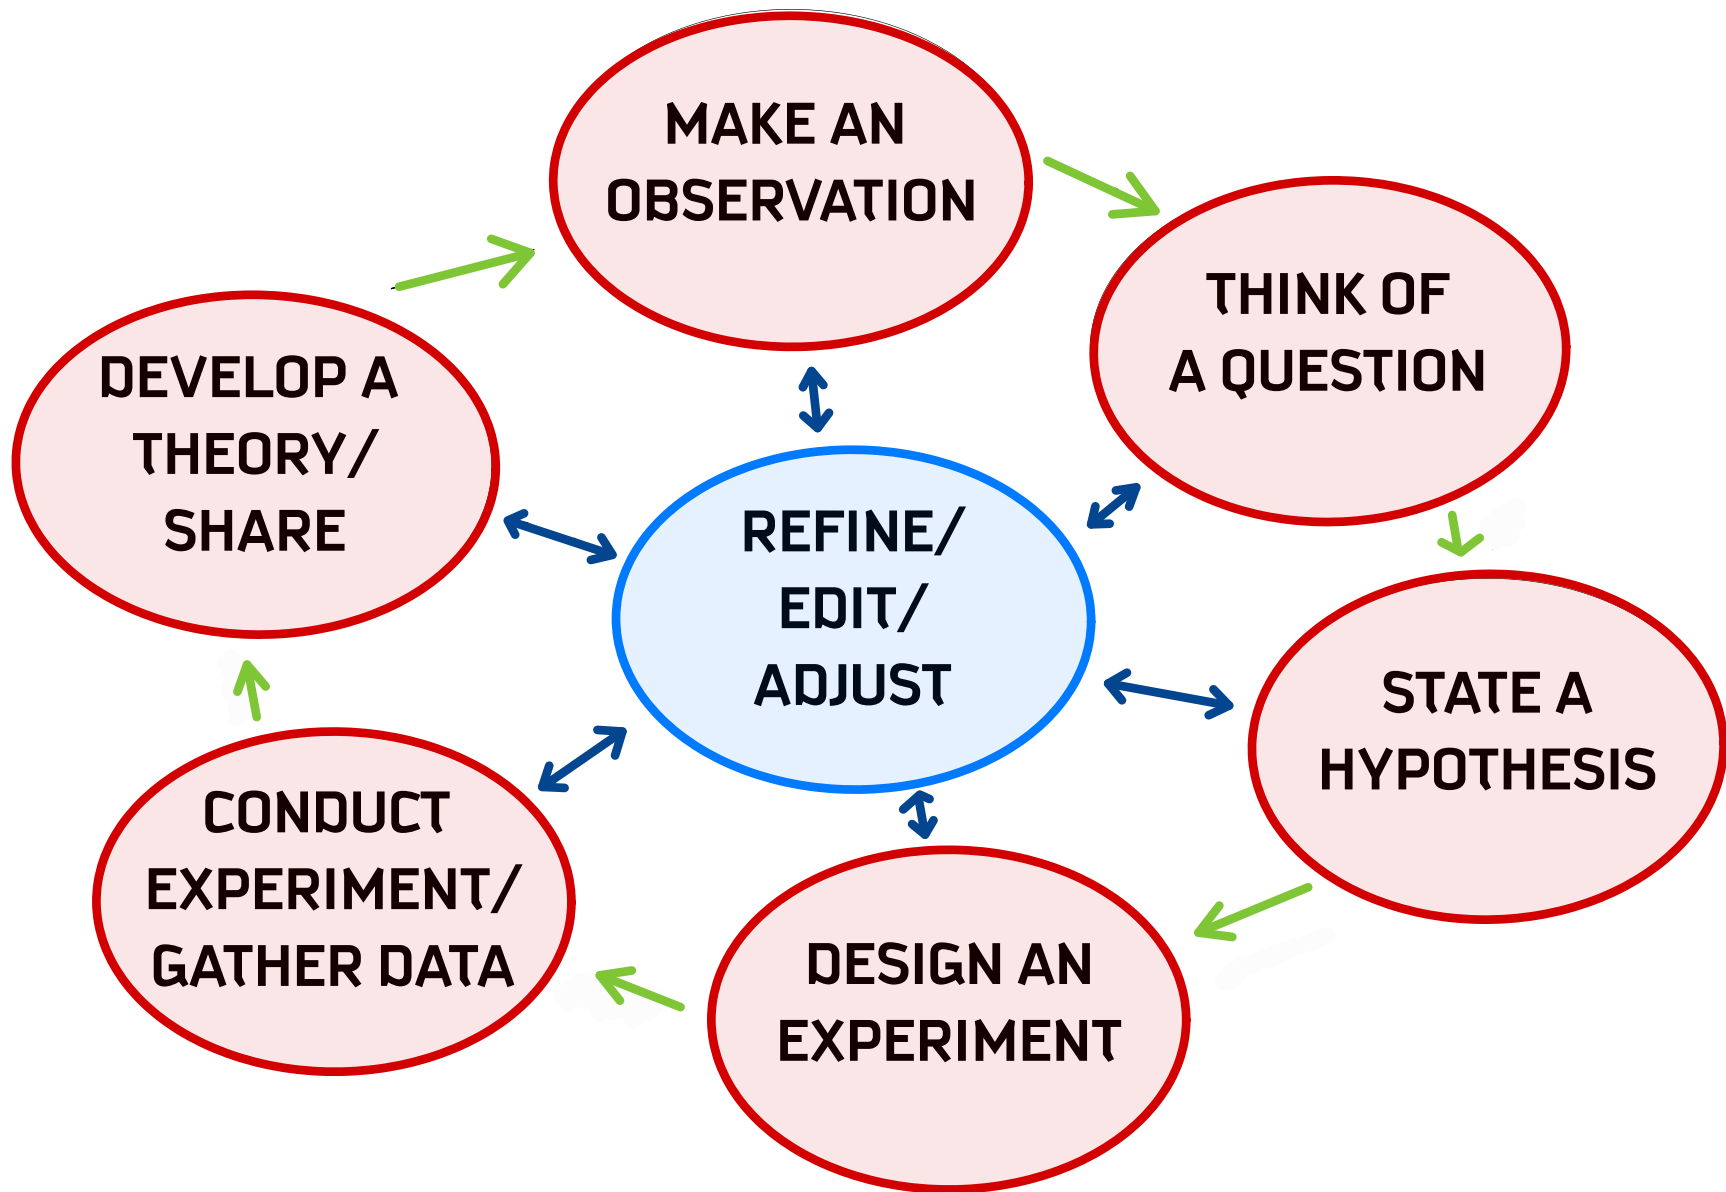 MAKE AN
OBSERVATION
THINK OF
A QUESTION
STATE A
HYPOTHESIS
DESIGN AN
EXPERIMENT
CONDUCT
EXPERIMENT/
GATHER DATA
DEVELOP A
THEORY/
SHARE
REFINE/
EDIT/
ADJUST